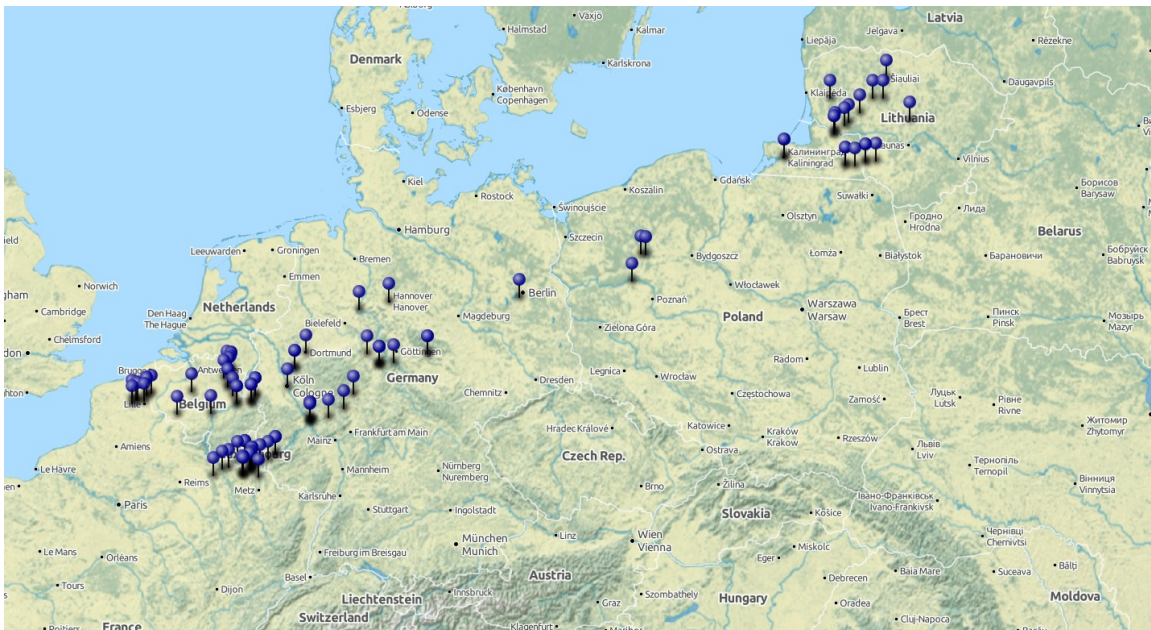 Växjö
Latvia
Halmstad
Kalmar
Jelgava
Liepāja
Rēzekne
Denmark
Karlskrona
Šiauliai
Daugavpils
København
Copenhagen
Klaipėda
Esbjerg
Odense
Lithuania
Калининград
Kaliningrad
Vilnius
Kiel
Gdańsk
Koszalin
Suwałki
Борисов
Barysaw
Rostock
Świnoujście
Лида
Olsztyn
Гродно
Hrodna
Hamburg
Szczecin
Belarus
Leeuwarden
Groningen
Bydgoszcz
Łomża
Białystok
Барановичи
Бобруйск
Babruysk
Bremen
Emmen
Norwich
Włocławek
Hannover
Hanover
Berlin
Netherlands
Poznań
Warszawa
Warsaw
Cambridge
Den Haag
The Hague
Magdeburg
Poland
Брест
Brest
Пинск
Pinsk
Мозырь
Mazyr
Bielefeld
Zielona Góra
Chelmsford
Dortmund
Göttingen
Radom
Lublin
Brugge
Antwerpen
Legnica
Wrocław
Köln
Cologne
Germany
Dresden
Chemnitz
Częstochowa
Луцьк
Lutsk
Рівне
Rivne
Zamość
Lille
Belgium
Житомир
Zhytomyr
Hradec Králové
Katowice
Kraków
Kraków
Rzeszów
Львів
Lviv
Amiens
Mainz
Frankfurt am Main
Ostrava
Czech Rep.
Тернопіль
Ternopil
Le Havre
Mannheim
Nürnberg
Nuremberg
Reims
Metz
Brno
Žilina
Вінниця
Vinnytsia
Karlsruhe
Івано-Франківськ
Ivano-Frankivsk
Paris
Stuttgart
Ingolstadt
Slovakia
Košice
Чернівці
Chernivtsi
Linz
Wien
Vienna
München
Munich
Miskolc
Le Mans
Orléans
Freiburg im Breisgau
Eger
Bălți
Suceava
Baia Mare
Basel
Austria
Debrecen
Tours
Dijon
Innsbruck
Szombathely
Liechtenstein
Hungary
Moldova
Graz
Oradea
Switzerland
Cluj-Napoca
France
Klagenfurt